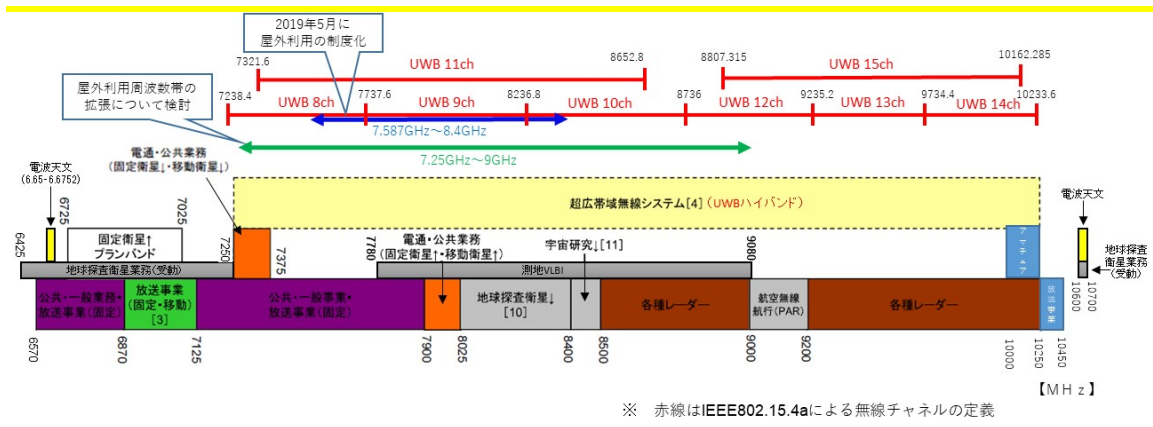 2019年5月に
屋外利用の制度化
屋外利用周波数帯の
拡張について検討
7321.6
UWB 11ch
8652.8
8807.315
UWB 15ch
10162.285
7238.4
UWB 8ch
7737.6
UWB 9ch
8236.8
UWB 10ch
8736
UWB 12ch
9235.2
UWB 13ch
9734.4
UWB 14ch
10233.6
7.587GHz～8.4GHz
7.25GHz～9GHz
電通・公共業務
(固定衛星↓・移動衛星↓)
電波天文
(6.65-6.6752)
超広帯域無線システム[4]（UWBハイバンド）
電波天文
6425
6725
7025
固定衛星↑
プランバンド
7250
7375
7780
電通・公共業務
(固定衛星↑・移動衛星↑)
宇宙研究↓[11]
9080
アマチュア
地球探査
衛星業務
(受動)
地球探査衛星業務(受動)
測地VLBI
10600
10700
公共・一般業務・
放送事業(固定)
放送事業
(固定・移動)
[3]
公共・一般事業・
放送事業(固定)
地球探査衛星↓
[10]
各種レーダー
航空無線
航行(PAR)
各種レーダー
放送事業
6570
6870
7125
7900
8025
8400
8500
9000
9200
10000
10250
10450
【MHｚ】
※　赤線はIEEE802.15.4aによる無線チャネルの定義